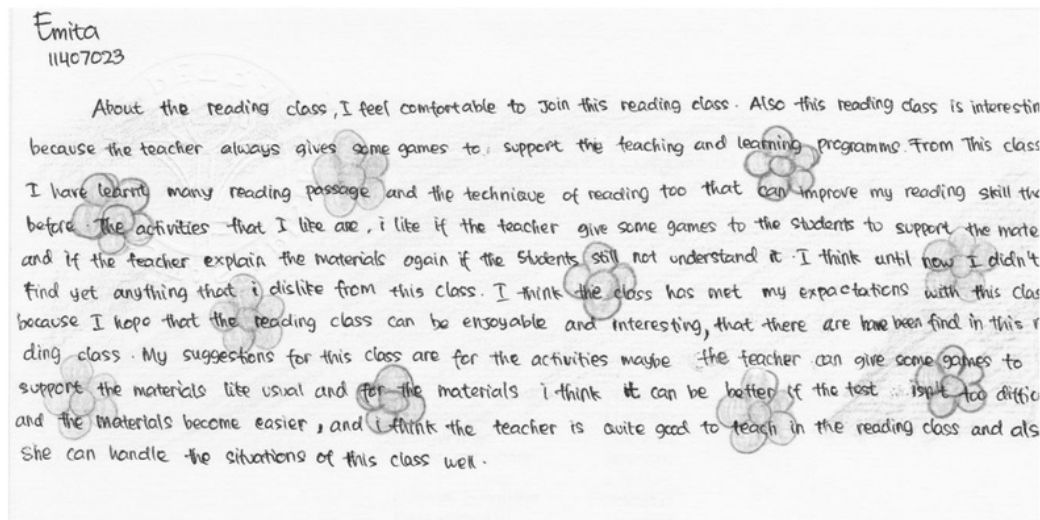 Emita
11407023
About the reading class, I feel comfortable to Join this reading class. Also this reading class is interestin
because the teacher always gives some games to support the teaching and learning programms. From This class
I have learnt many reading passage and the technique of reading too that can improve my reading skill tha
before. The activities that I like are, i like if the teacher give some games to the students to support the mate
and if the teacher explain the materials again if the students still not understand it. I think until now I didn't
find yet anything that i dislike from this class. I think the class has met my expactations with this clas
because I hope that the reading class can be enjoyable and interesting, that there are have been find in this r
ding class. My suggestions for this class are for the activities maybe the teacher can give some games to
support the materials like usual and for the materials i think it can be better if the test isn't too diffic
and the materials become easier, and i think the teacher is quite good to teach in the reading class and als
she can handle the situations of this class well.